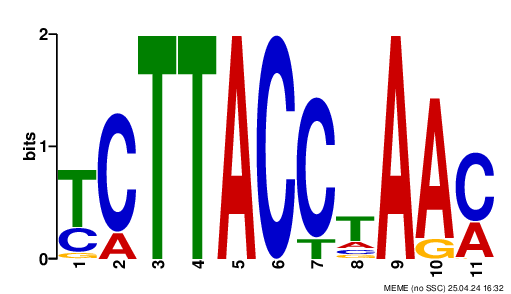 2
bits
1
0
T C G
C A
T
T
A
C
C T
T A C G
A
A G
C A
1 2 3 4 5 6 7 8 9 10 11
MEME (no SSC) 25.04.24 16:32